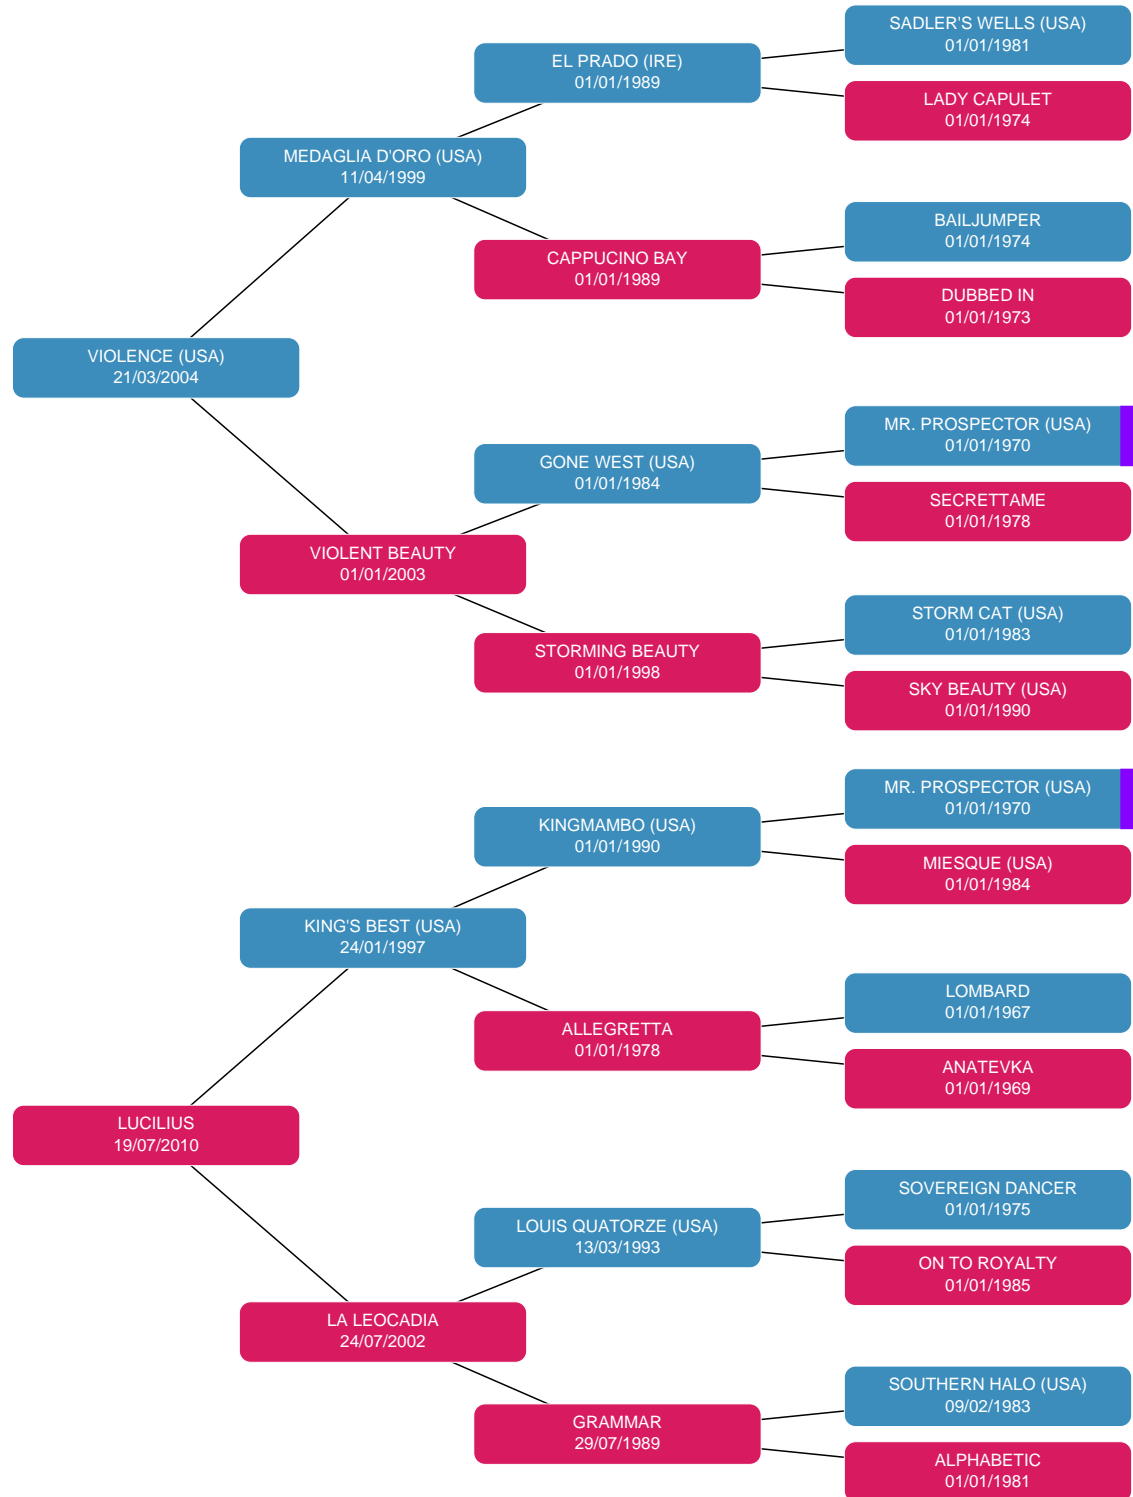 SADLER'S WELLS (USA)
01/01/1981
EL PRADO (IRE)
01/01/1989
LADY CAPULET
01/01/1974
MEDAGLIA D'ORO (USA)
11/04/1999
BAILJUMPER
01/01/1974
CAPPUCINO BAY
01/01/1989
DUBBED IN
01/01/1973
VIOLENCE (USA)
21/03/2004
MR. PROSPECTOR (USA)
01/01/1970
GONE WEST (USA)
01/01/1984
SECRETTAME
01/01/1978
VIOLENT BEAUTY
01/01/2003
STORM CAT (USA)
01/01/1983
STORMING BEAUTY
01/01/1998
SKY BEAUTY (USA)
01/01/1990
MR. PROSPECTOR (USA)
01/01/1970
KINGMAMBO (USA)
01/01/1990
MIESQUE (USA)
01/01/1984
KING'S BEST (USA)
24/01/1997
LOMBARD
01/01/1967
ALLEGRETTA
01/01/1978
ANATEVKA
01/01/1969
LUCILIUS
19/07/2010
SOVEREIGN DANCER
01/01/1975
LOUIS QUATORZE (USA)
13/03/1993
ON TO ROYALTY
01/01/1985
LA LEOCADIA
24/07/2002
SOUTHERN HALO (USA)
09/02/1983
GRAMMAR
29/07/1989
ALPHABETIC
01/01/1981